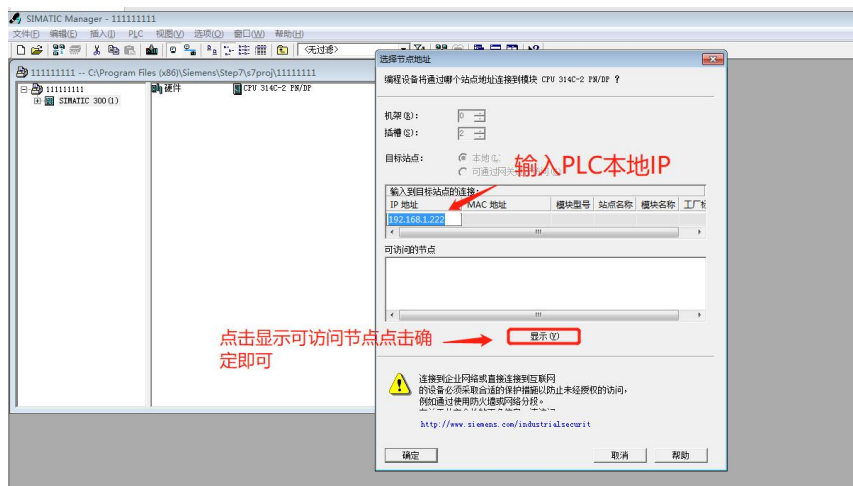 SIMATIC Manager - 111111111
文件(F) 编辑(E) 插入(I) PLC 视图(V) 选项(O) 窗口(W) 帮助(H)
<无过滤>
111111111 -- C:\Program Files (x86)\Siemens\Step7\s7proj\11111111
111111111
SIMATIC 300(1)
硬件
CPU 314C-2 PN/DP
选择节点地址
编程设备将通过哪个站点地址连接到模块 CPU 314C-2 PN/DP ?
机架(R): 0
插槽(S): 2
目标站点: 本地(L)
可通过网关
输入PLC本地IP
输入到目标站点的连接:
IP 地址 MAC 地址 模块型号 站点名称 模块名称 工厂
192.168.1.222
可访问的节点
显示(V)
点击显示可访问节点点击确
定即可
连接到企业网络或直接连接到互联网
的设备必须采取合适的保护措施以防止未经授权的访问,
例如通过使用防火墙或网络分段。
http://www.siemens.com/industrialsecurit
确定 取消 帮助